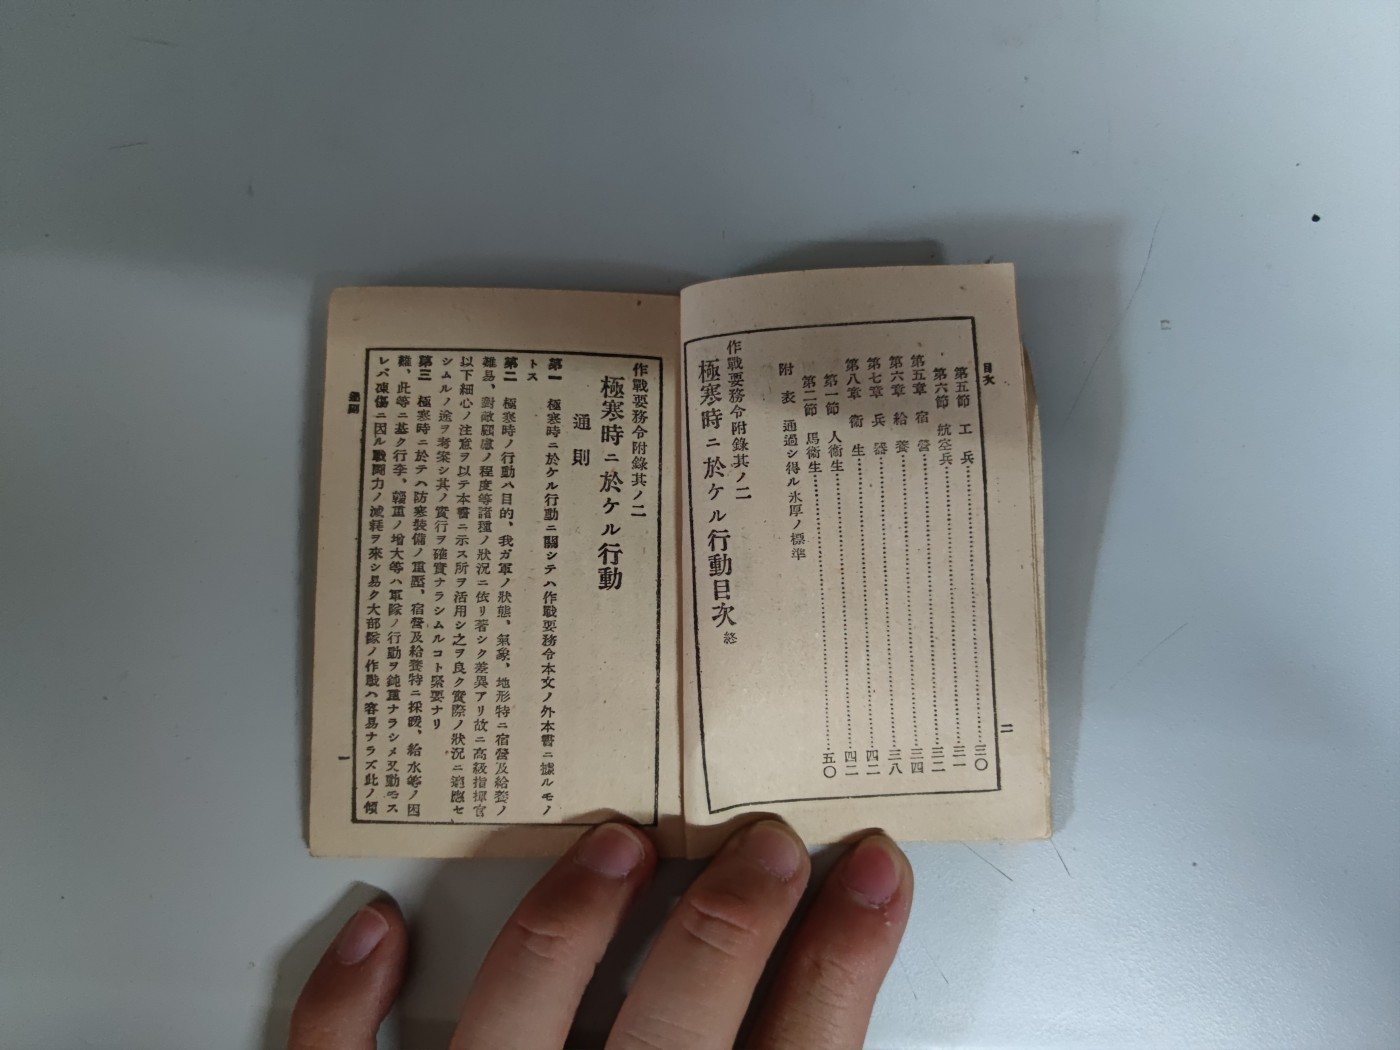 目次
第五節 工兵…三〇
第六節 航空兵…三一
第五章 宿營…三二
第六章 給養…三四
第七章 兵器…三八
第八章 衞生…四二
第一節 人衞生…四二
第二節 馬衞生…五〇
附表 通過シ得ル氷厚ノ標準
作戰要務令附錄其ノ二
極寒時ニ於ケル行動目次 終
二
作戰要務令附錄其ノ二
極寒時ニ於ケル行動
通則
第一 極寒時ニ於ケル行動ニ關シテハ作戰要務令本文ノ外本書ニ據ルモノ
トス
第二 極寒時ノ行動ハ目的、我ガ軍ノ狀態、氣象、地形特ニ宿營及給養ノ
難易、對敵顧慮ノ程度等諸種ノ狀況ニ依リ著シク差異アリ故ニ高級指揮官
以下細心ノ注意ヲ以テ本書ニ示ス所ヲ活用シ之ヲ良ク實際ノ狀況ニ適應セ
シムルノ途ヲ考案シ其ノ實行ヲ確實ナラシムルコト緊要ナリ
第三 極寒時ニ於テハ防寒裝備ノ重壓、宿營及給養特ニ採暖、給水等ノ困
難、此等ニ基ク行李、輜重ノ增大等ハ軍隊ノ行動ヲ鈍重ナラシメ又動モス
レバ凍傷ニ因ル戰鬪力ノ減耗ヲ來シ易ク大部隊ノ作戰ハ容易ナラズ此ノ傾
通則
一